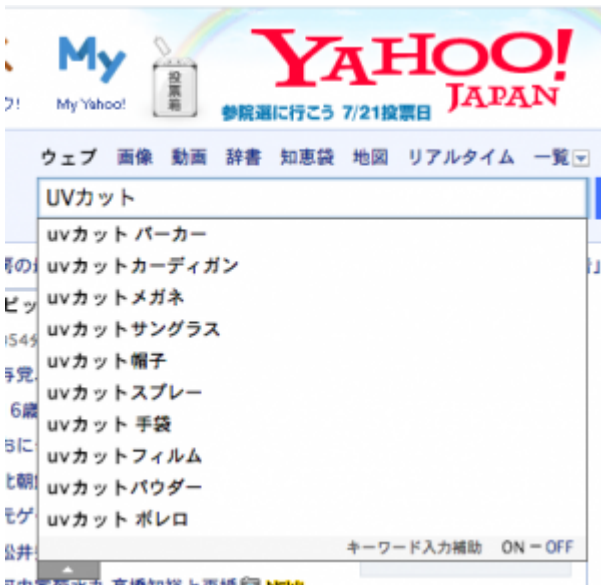 My
My Yahoo!
投票箱
YAHOO!
JAPAN
参院選に行こう 7/21投票日
ウェブ 画像 動画 辞書 知恵袋 地図 リアルタイム 一覧
UVカット
uvカット パーカー
uvカットカーディガン
uvカットメガネ
uvカットサングラス
uvカット帽子
uvカットスプレー
uvカット 手袋
uvカットフィルム
uvカットパウダー
uvカット ボレロ
キーワード入力補助 ON - OFF